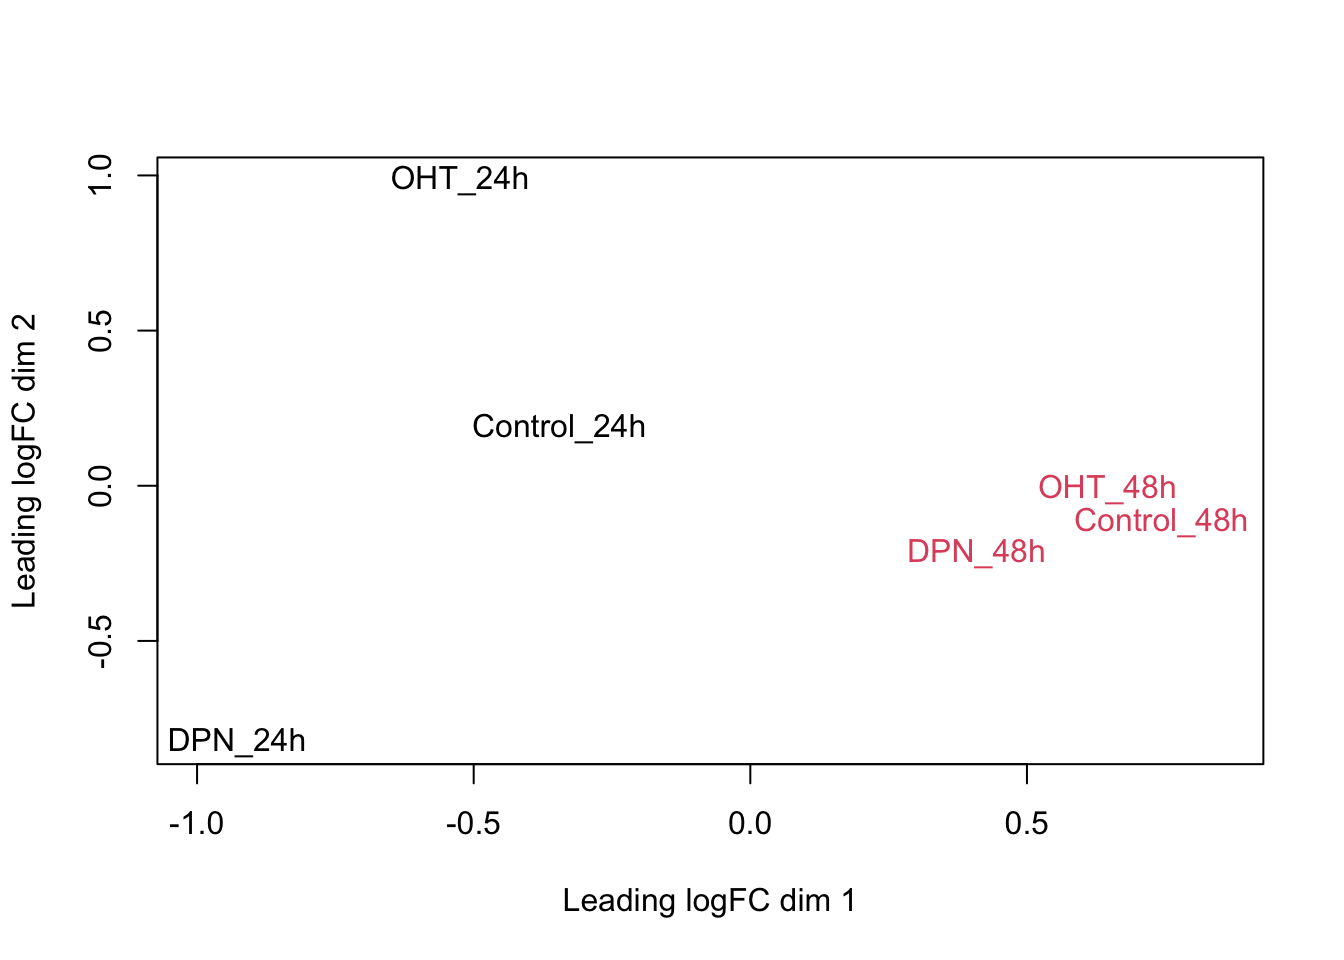 OHT_24h
Control_24h
OHT_48h
Control_48h
DPN_48h
DPN_24h
1.0
0.5
0.0
-0.5
Leading logFC dim 2
-1.0 -0.5 0.0 0.5
Leading logFC dim 1